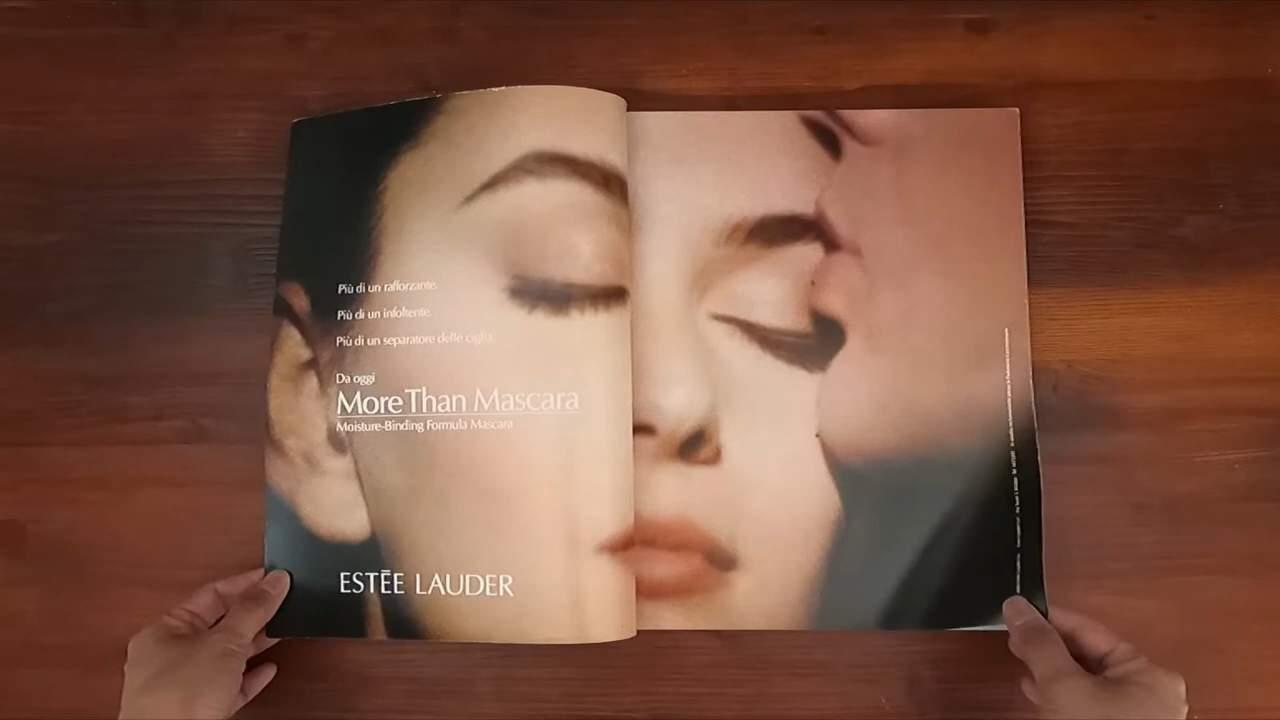 Più di un rafforzante.
Più di un infoltente.
Più di un separatore delle ciglia.
Da oggi
More Than Mascara
Moisture-Binding Formula Mascara
ESTĒE LAUDER